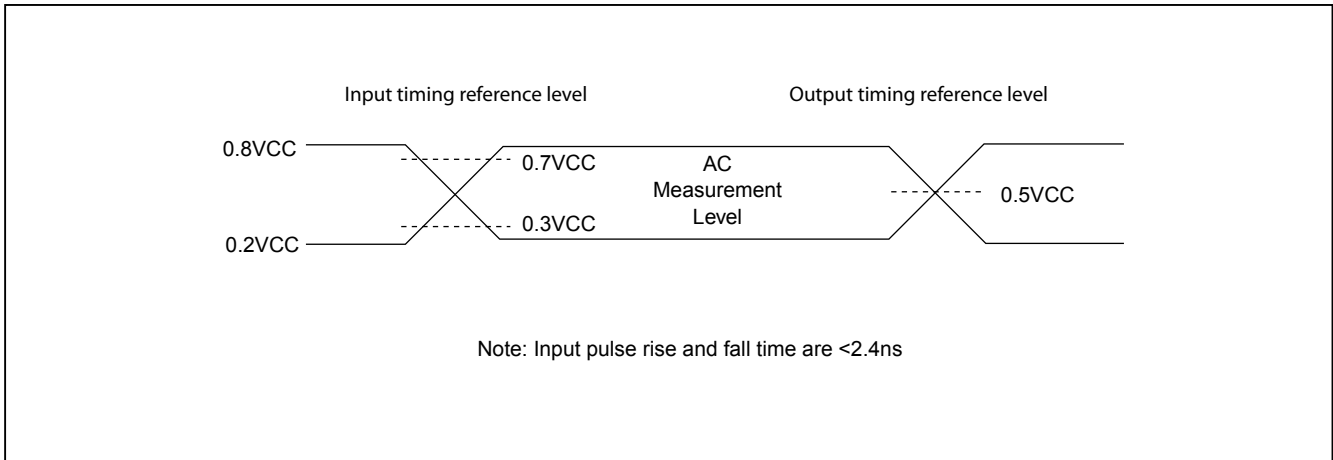 Input timing reference level
Output timing reference level
0.8VCC
0.7VCC
AC
Measurement
Level
0.5VCC
0.3VCC
0.2VCC
Note: Input pulse rise and fall time are <2.4ns